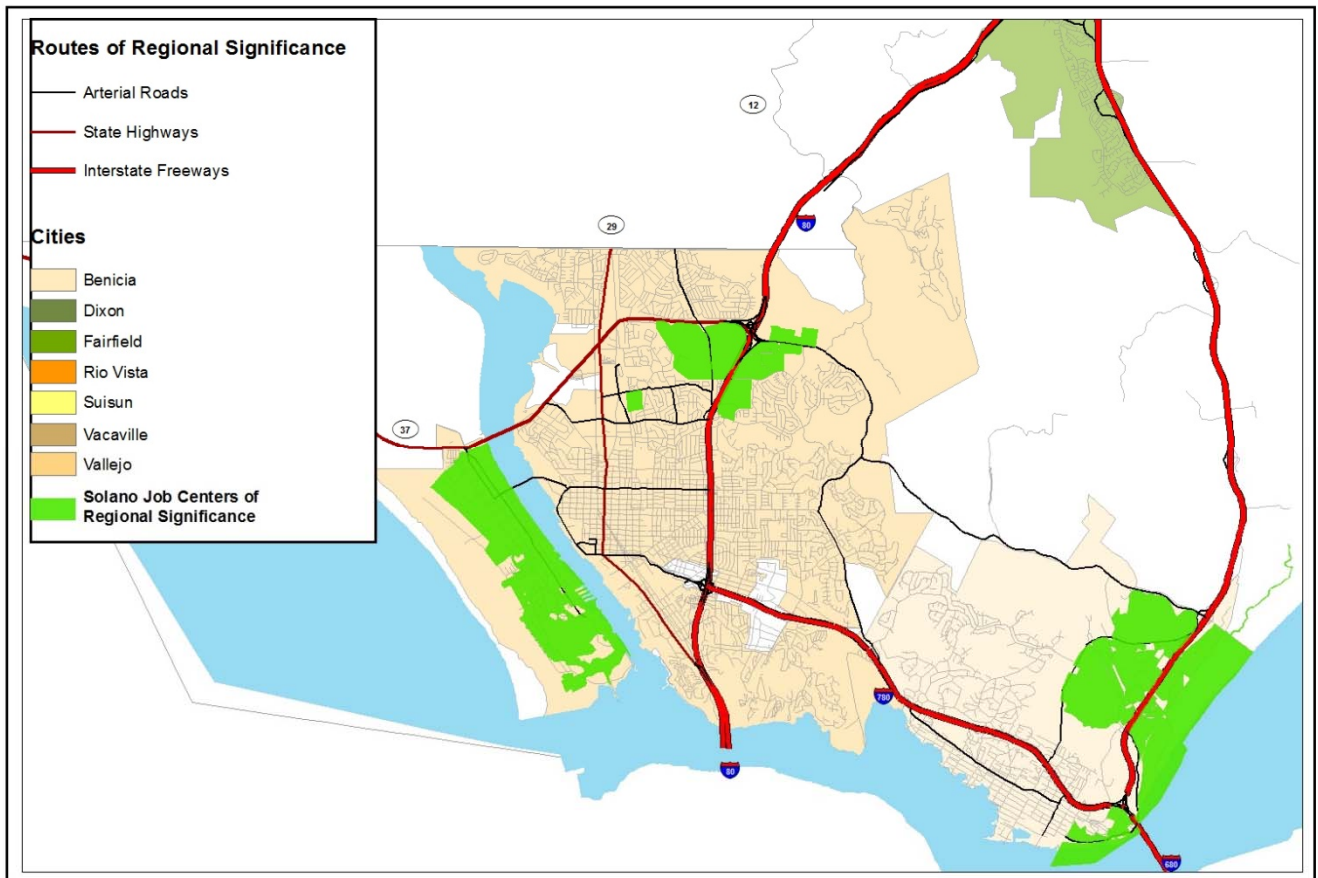 Routes of Regional Significance
Arterial Roads
State Highways
Interstate Freeways
Cities
Benicia
Dixon
Fairfield
Rio Vista
Suisun
Vacaville
Vallejo
Solano Job Centers of
Regional Significance
12
80
29
37
780
80
680